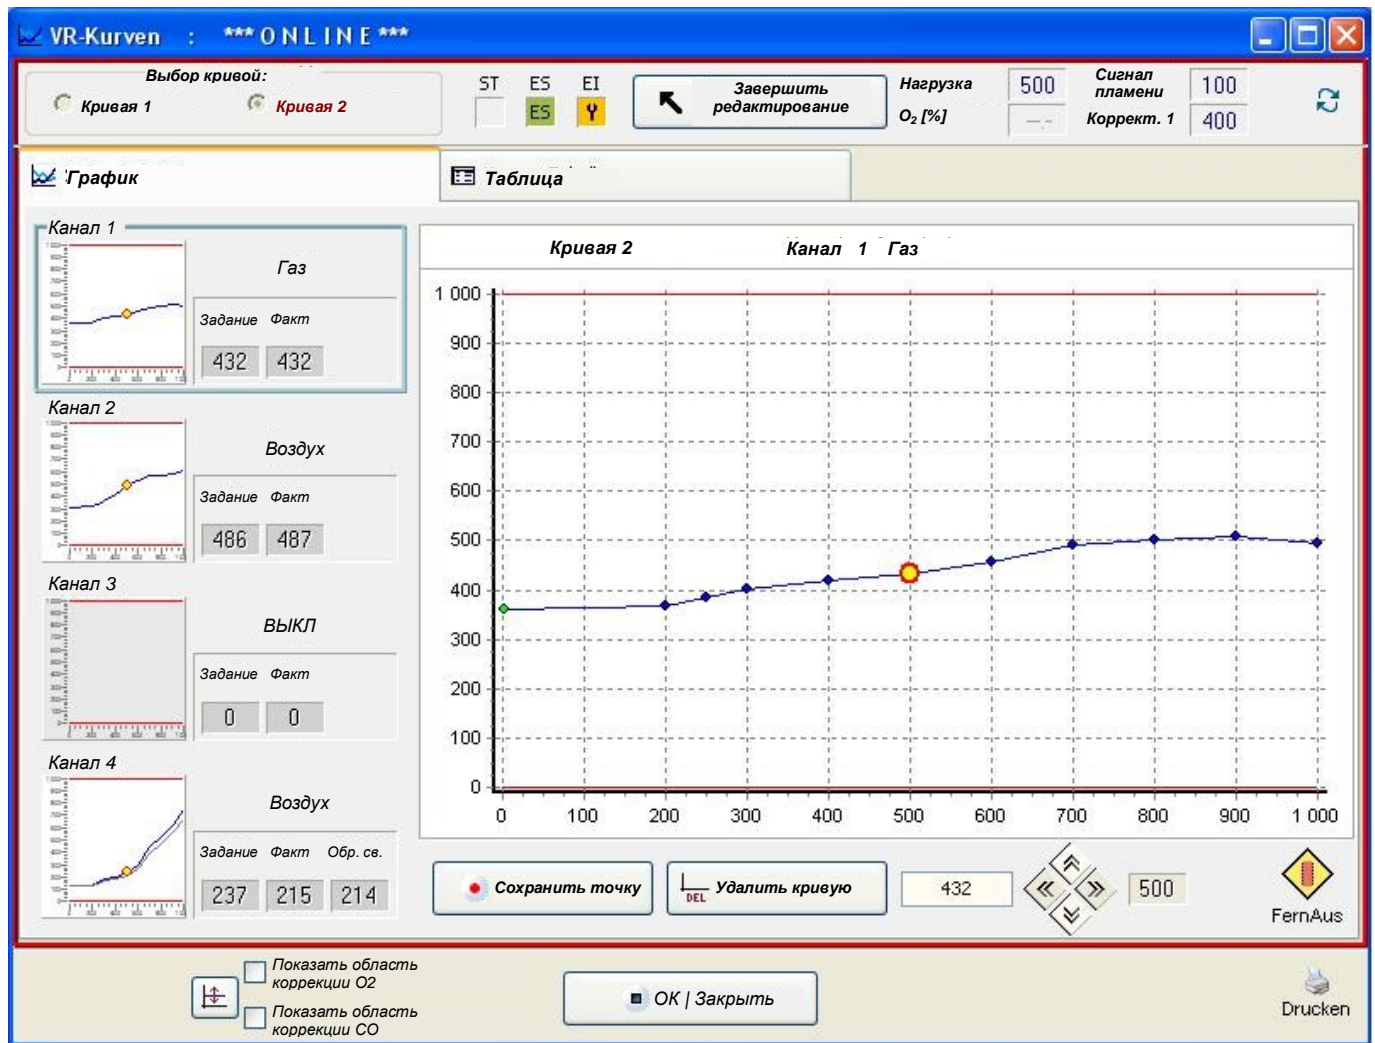 VR-Kurven : *** O N L I N E ***
Выбор кривой:
Кривая 1
Кривая 2
ST ES EI
ES
Завершить
редактирование
Нагрузка 500
O₂ [%] --.-
Сигнал
пламени 100
Коррект. 1 400
График
Таблица
Канал 1
Газ
Задание Факт
432 432
Канал 2
Воздух
Задание Факт
486 487
Канал 3
ВЫКЛ
Задание Факт
0 0
Канал 4
Воздух
Задание Факт Обр. св.
237 215 214
Кривая 2 Канал 1 Газ
1 000
900
800
700
600
500
400
300
200
100
0
0 100 200 300 400 500 600 700 800 900 1 000
Сохранить точку
DEL Удалить кривую
432
500
FernAus
Показать область
коррекции O2
Показать область
коррекции CO
ОК | Закрыть
Drucken